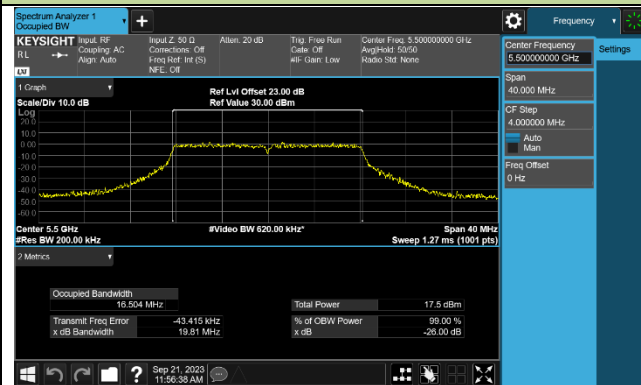 Spectrum Analyzer 1
Occupied BW
Frequency
KEYSIGHT
RL
LXI
Input: RF
Coupling: AC
Align: Auto
Input Z: 50 Ω
Corrections: Off
Freq Ref: Int (S)
NFE: Off
Atten: 20 dB
Trig: Free Run
Gate: Off
#IF Gain: Low
Center Freq: 5.500000000 GHz
Avg|Hold: 50/50
Radio Std: None
Center Frequency
5.500000000 GHz
Settings
Span
40.000 MHz
CF Step
4.000000 MHz
Auto
Man
Freq Offset
0 Hz
1 Graph
Scale/Div 10.0 dB
Ref Lvl Offset 23.00 dB
Ref Value 30.00 dBm
Log
20.0
10.0
0.00
-10.0
-20.0
-30.0
-40.0
-50.0
-60.0
Center 5.5 GHz
#Video BW 620.00 kHz*
Span 40 MHz
#Res BW 200.00 kHz
Sweep 1.27 ms (1001 pts)
2 Metrics
Occupied Bandwidth
16.504 MHz
Total Power 17.5 dBm
Transmit Freq Error -43.415 kHz
% of OBW Power 99.00 %
x dB Bandwidth 19.81 MHz
x dB -26.00 dB
Sep 21, 2023
11:56:38 AM